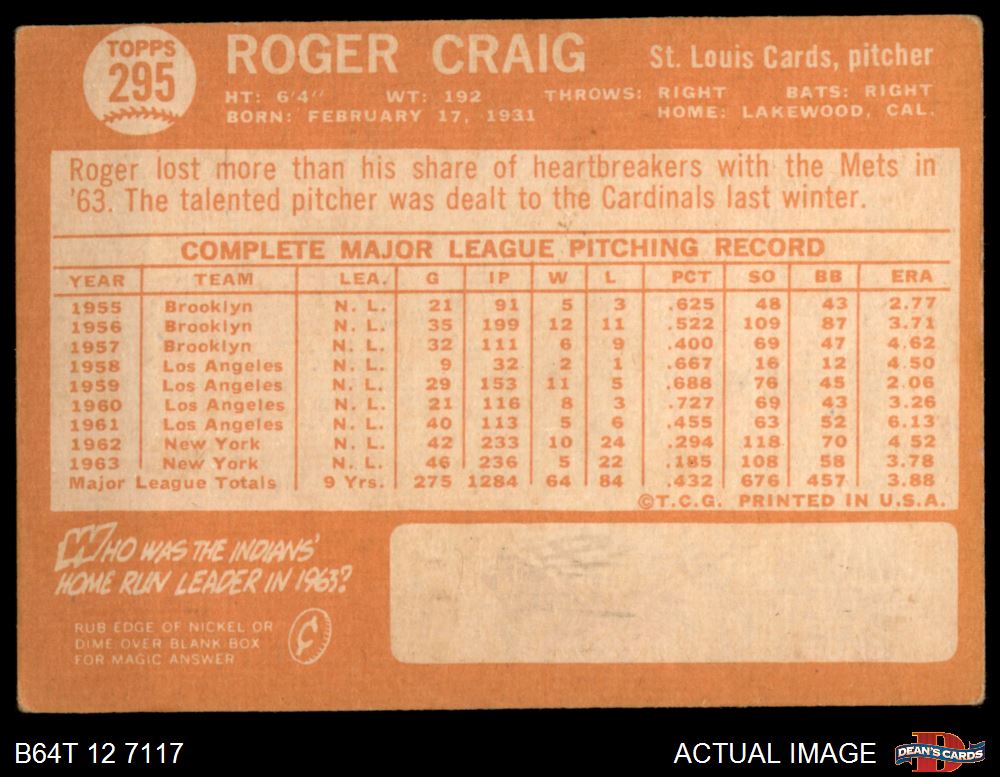 TOPPS
295
ROGER CRAIG
St. Louis Cards, pitcher
HT: 6'4" WT: 192 THROWS: RIGHT BATS: RIGHT
BORN: FEBRUARY 17, 1931 HOME: LAKEWOOD, CAL.
Roger lost more than his share of heartbreakers with the Mets in
'63. The talented pitcher was dealt to the Cardinals last winter.
COMPLETE MAJOR LEAGUE PITCHING RECORD
YEAR TEAM LEA. G IP W L PCT SO BB ERA
1955 Brooklyn N. L. 21 91 5 3 .625 48 43 2.77
1956 Brooklyn N. L. 35 199 12 11 .522 109 87 3.71
1957 Brooklyn N. L. 32 111 6 9 .400 69 47 4.62
1958 Los Angeles N. L. 9 32 2 1 .667 16 12 4.50
1959 Los Angeles N. L. 29 153 11 5 .688 76 45 2.06
1960 Los Angeles N. L. 21 116 8 3 .727 69 43 3.26
1961 Los Angeles N. L. 40 113 5 6 .455 63 52 6.13
1962 New York N. L. 42 233 10 24 .294 118 70 4.52
1963 New York N. L. 46 236 5 22 .185 108 58 3.78
Major League Totals 9 Yrs. 275 1284 64 84 .432 676 457 3.88
©T.C.G. PRINTED IN U.S.A.
WHO WAS THE INDIANS'
HOME RUN LEADER IN 1963?
RUB EDGE OF NICKEL OR
DIME OVER BLANK BOX
FOR MAGIC ANSWER
¢
B64T 12 7117
ACTUAL IMAGE
D
DEAN'S CARDS